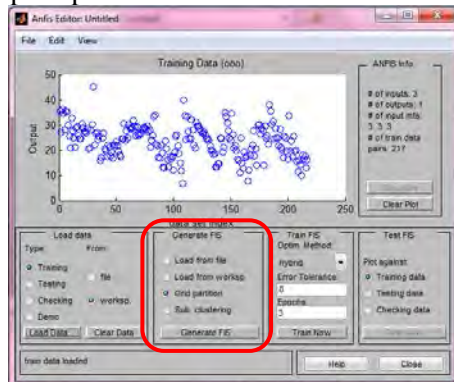 Anfis Editor: Untitled
File Edit View
Training Data (ooo)
ANFIS Info.
50
40
30
20
10
0
Output
0 50 100 150 200 250
Data Set Index
# of inputs: 3
# of outputs: 1
# of input mfs:
3 3 3
# of train data
pairs: 217
Clear Plot
Load data
Type: From:
Training
Testing
Checking
Demo
file
worksp.
Load Data... Clear Data
Generate FIS
Load from file
Load from worksp.
Grid partition
Sub. clustering
Generate FIS
Train FIS
Optim. Method:
hybrid
Error Tolerance:
0
Epochs:
3
Train Now
Test FIS
Plot against:
Training data
Testing data
Checking data
train data loaded
Help Close